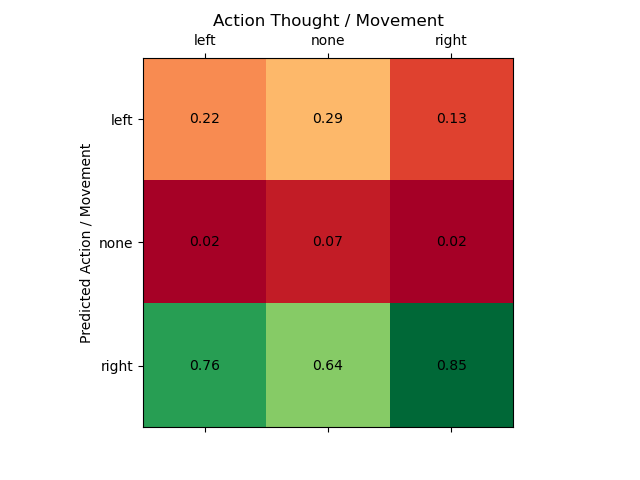 Action Thought / Movement
left none right
left 0.22 0.29 0.13
none 0.02 0.07 0.02
right 0.76 0.64 0.85
Predicted Action / Movement